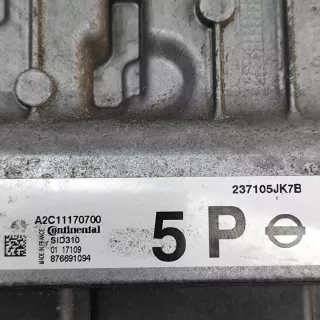 237105JK7B
A2C11170700
Continental
SID310
01 17109
876691094
MADE IN FRANCE
5 P